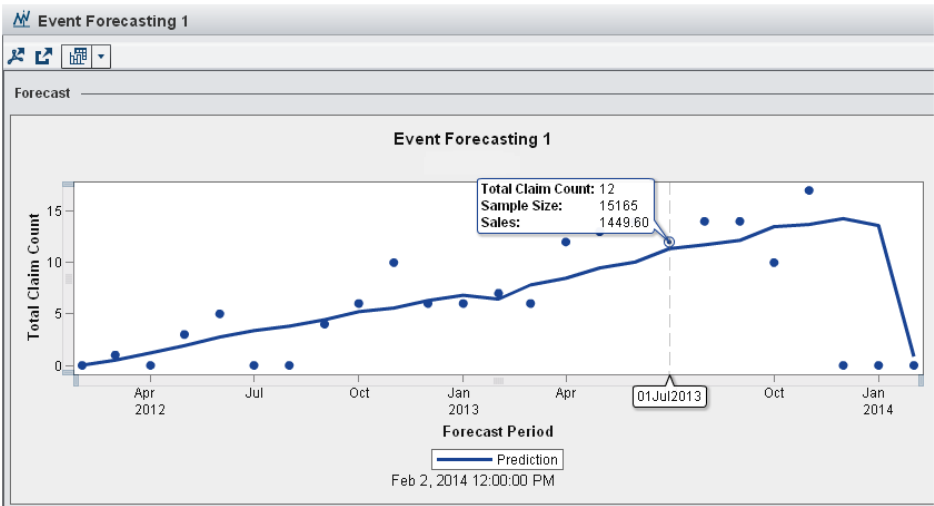 Event Forecasting 1
Forecast
Event Forecasting 1
Total Claim Count: 12
Sample Size: 15165
Sales: 1449.60
Total Claim Count
15
10
5
0
Apr Jul Oct Jan Apr 01Jul2013 Oct Jan
2012 2013 2014
Forecast Period
Prediction
Feb 2, 2014 12:00:00 PM